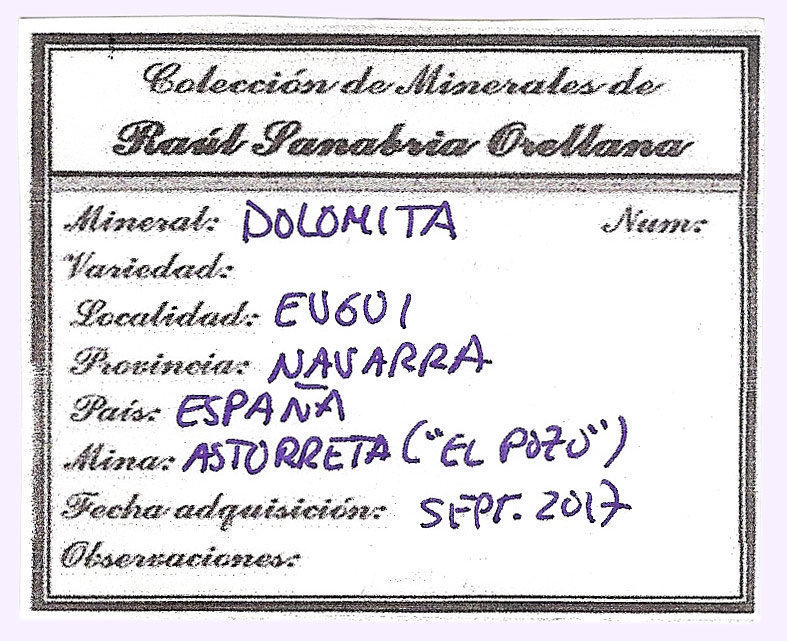 Colección de Minerales de
Raúl Sanabria Orellana
Mineral: DOLOMITA Num:
Variedad:
Localidad: EUGUI
Provincia: NAVARRA
País: ESPAÑA
Mina: ASTORRETA ("EL POZO")
Fecha adquisición: SEPT. 2017
Observaciones: